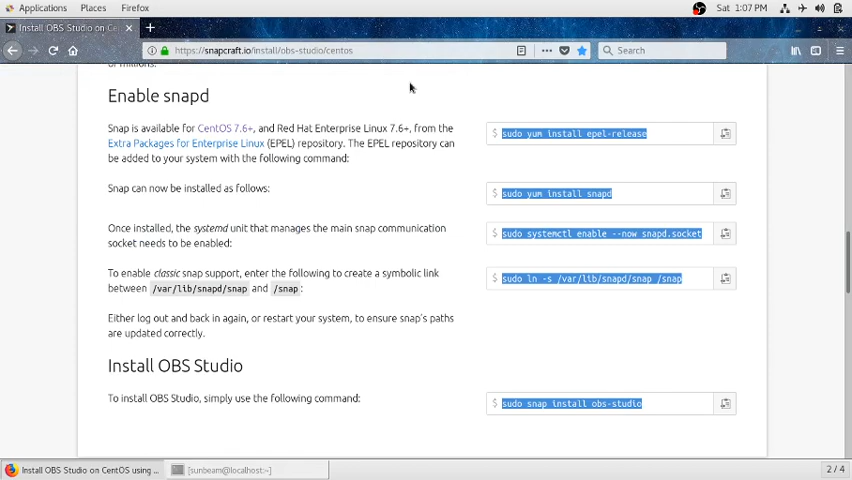 Applications Places Firefox Sat 1:07 PM
Install OBS Studio on Ce
https://snapcraft.io/install/obs-studio/centos Search
or millions.
Enable snapd
Snap is available for CentOS 7.6+, and Red Hat Enterprise Linux 7.6+, from the
Extra Packages for Enterprise Linux (EPEL) repository. The EPEL repository can
be added to your system with the following command:
$ sudo yum install epel-release
Snap can now be installed as follows:
$ sudo yum install snapd
Once installed, the systemd unit that manages the main snap communication
socket needs to be enabled:
$ sudo systemctl enable --now snapd.socket
To enable classic snap support, enter the following to create a symbolic link
between /var/lib/snapd/snap and /snap:
$ sudo ln -s /var/lib/snapd/snap /snap
Either log out and back in again, or restart your system, to ensure snap's paths
are updated correctly.
Install OBS Studio
To install OBS Studio, simply use the following command:
$ sudo snap install obs-studio
Install OBS Studio on CentOS using ... [sunbeam@localhost:~] 2 / 4